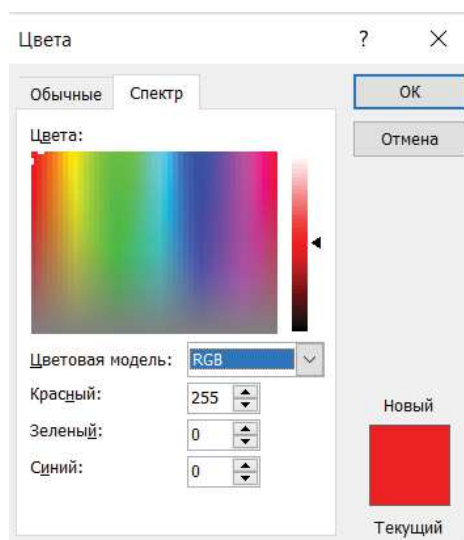 Цвета ? ×
Обычные Спектр OK
Цвета: Отмена
Цветовая модель: RGB
Красный: 255
Зеленый: 0
Синий: 0
Новый
Текущий